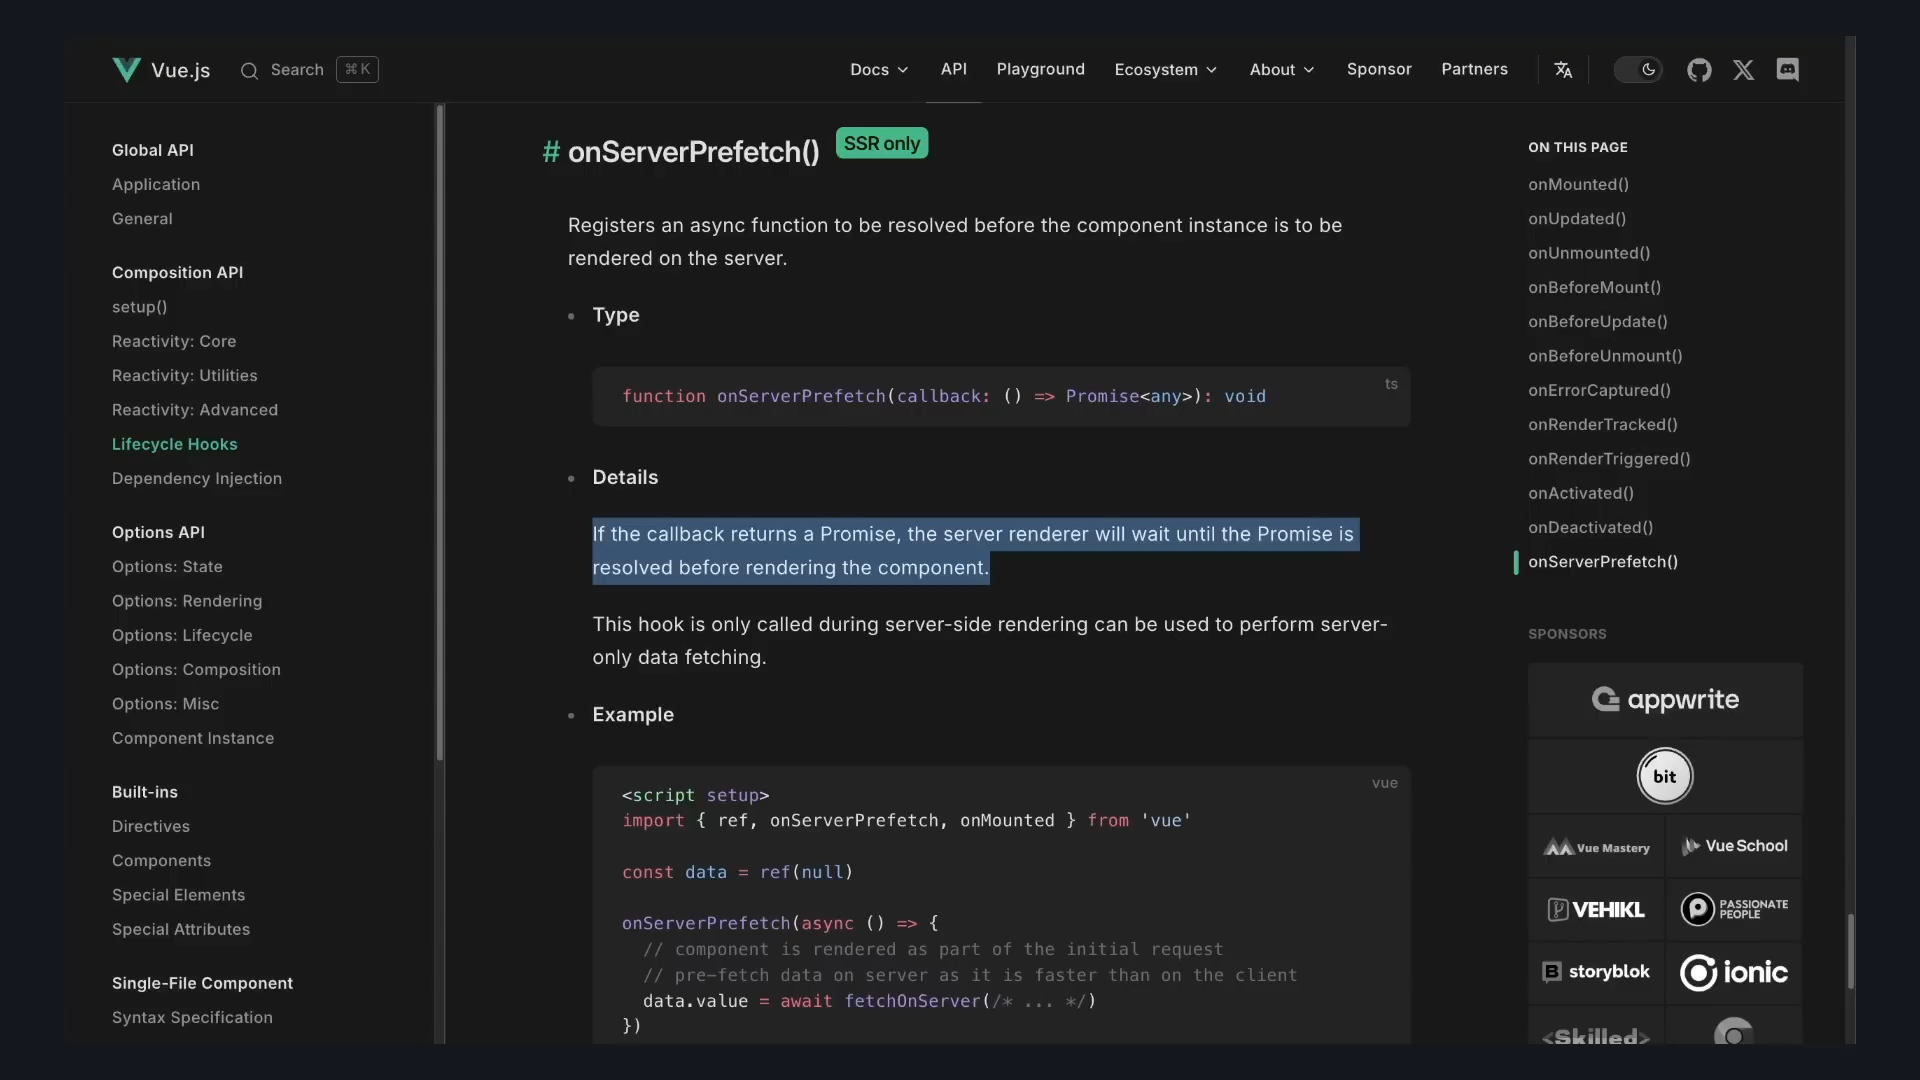 Vue.js
Search
⌘ K
Docs
API
Playground
Ecosystem
About
Sponsor
Partners
Global API
Application
General
Composition API
setup()
Reactivity: Core
Reactivity: Utilities
Reactivity: Advanced
Lifecycle Hooks
Dependency Injection
Options API
Options: State
Options: Rendering
Options: Lifecycle
Options: Composition
Options: Misc
Component Instance
Built-ins
Directives
Components
Special Elements
Special Attributes
Single-File Component
Syntax Specification
# onServerPrefetch() SSR only
Registers an async function to be resolved before the component instance is to be
rendered on the server.
Type
ts
function onServerPrefetch(callback: () => Promise<any>): void
Details
If the callback returns a Promise, the server renderer will wait until the Promise is
resolved before rendering the component.
This hook is only called during server-side rendering can be used to perform server-
only data fetching.
Example
vue
<script setup>
import { ref, onServerPrefetch, onMounted } from 'vue'
const data = ref(null)
onServerPrefetch(async () => {
// component is rendered as part of the initial request
// pre-fetch data on server as it is faster than on the client
data.value = await fetchOnServer(/* ... */)
})
ON THIS PAGE
onMounted()
onUpdated()
onUnmounted()
onBeforeMount()
onBeforeUpdate()
onBeforeUnmount()
onErrorCaptured()
onRenderTracked()
onRenderTriggered()
onActivated()
onDeactivated()
onServerPrefetch()
SPONSORS
appwrite
bit
Vue Mastery
Vue School
VEHIKL
PASSIONATE
PEOPLE
storyblok
ionic
<Skilled>